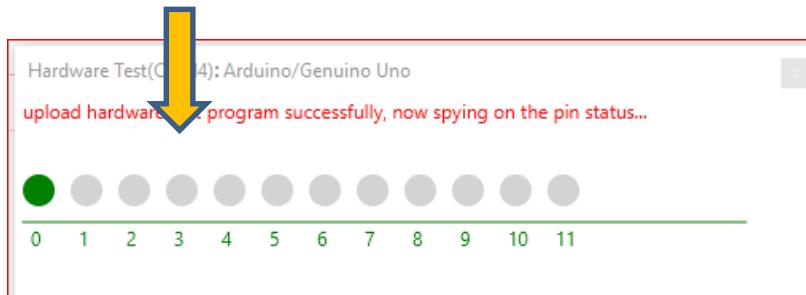 Hardware Test(C 4): Arduino/Genuino Uno
upload hardware program successfully, now spying on the pin status...
0 1 2 3 4 5 6 7 8 9 10 11